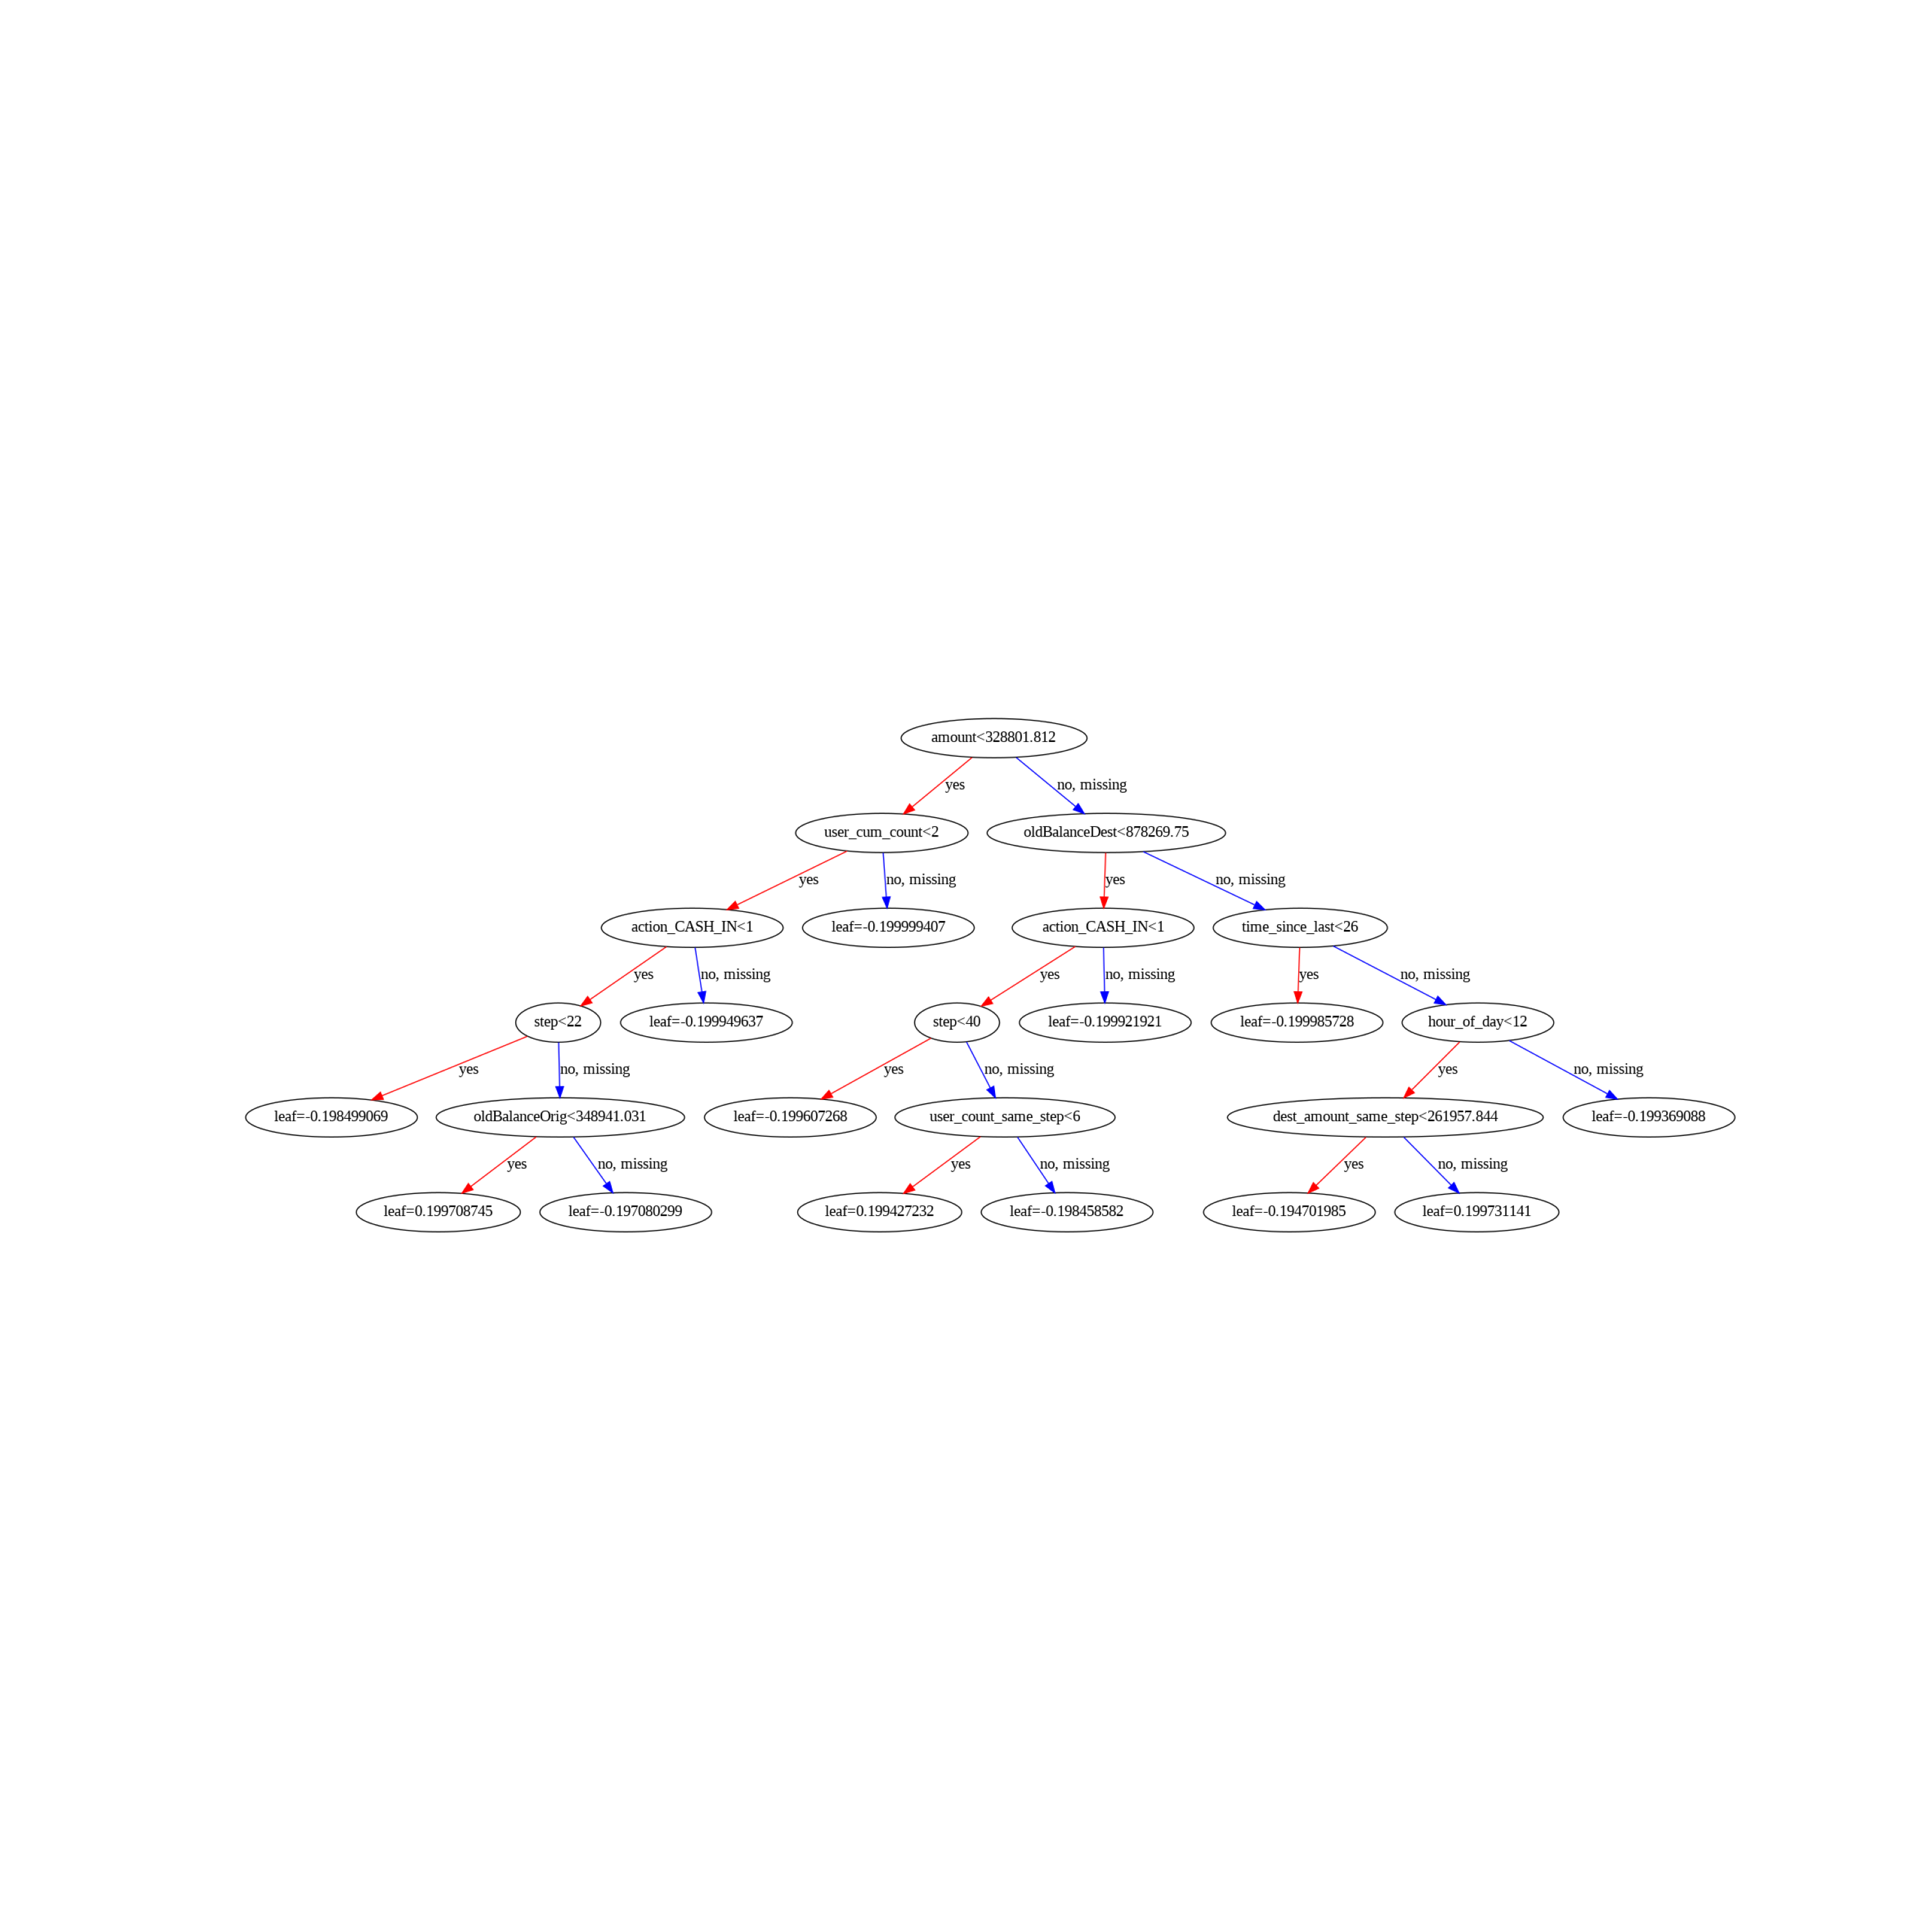 amount<328801.812
yes
no, missing
user_cum_count<2
oldBalanceDest<878269.75
yes
no, missing
yes
no, missing
action_CASH_IN<1
leaf=-0.199999407
action_CASH_IN<1
time_since_last<26
yes
no, missing
yes
no, missing
yes
no, missing
step<22
leaf=-0.199949637
step<40
leaf=-0.199921921
leaf=-0.199985728
hour_of_day<12
yes
no, missing
yes
no, missing
yes
no, missing
leaf=-0.198499069
oldBalanceOrig<348941.031
leaf=-0.199607268
user_count_same_step<6
dest_amount_same_step<261957.844
leaf=-0.199369088
yes
no, missing
yes
no, missing
yes
no, missing
leaf=0.199708745
leaf=-0.197080299
leaf=0.199427232
leaf=-0.198458582
leaf=-0.194701985
leaf=0.199731141